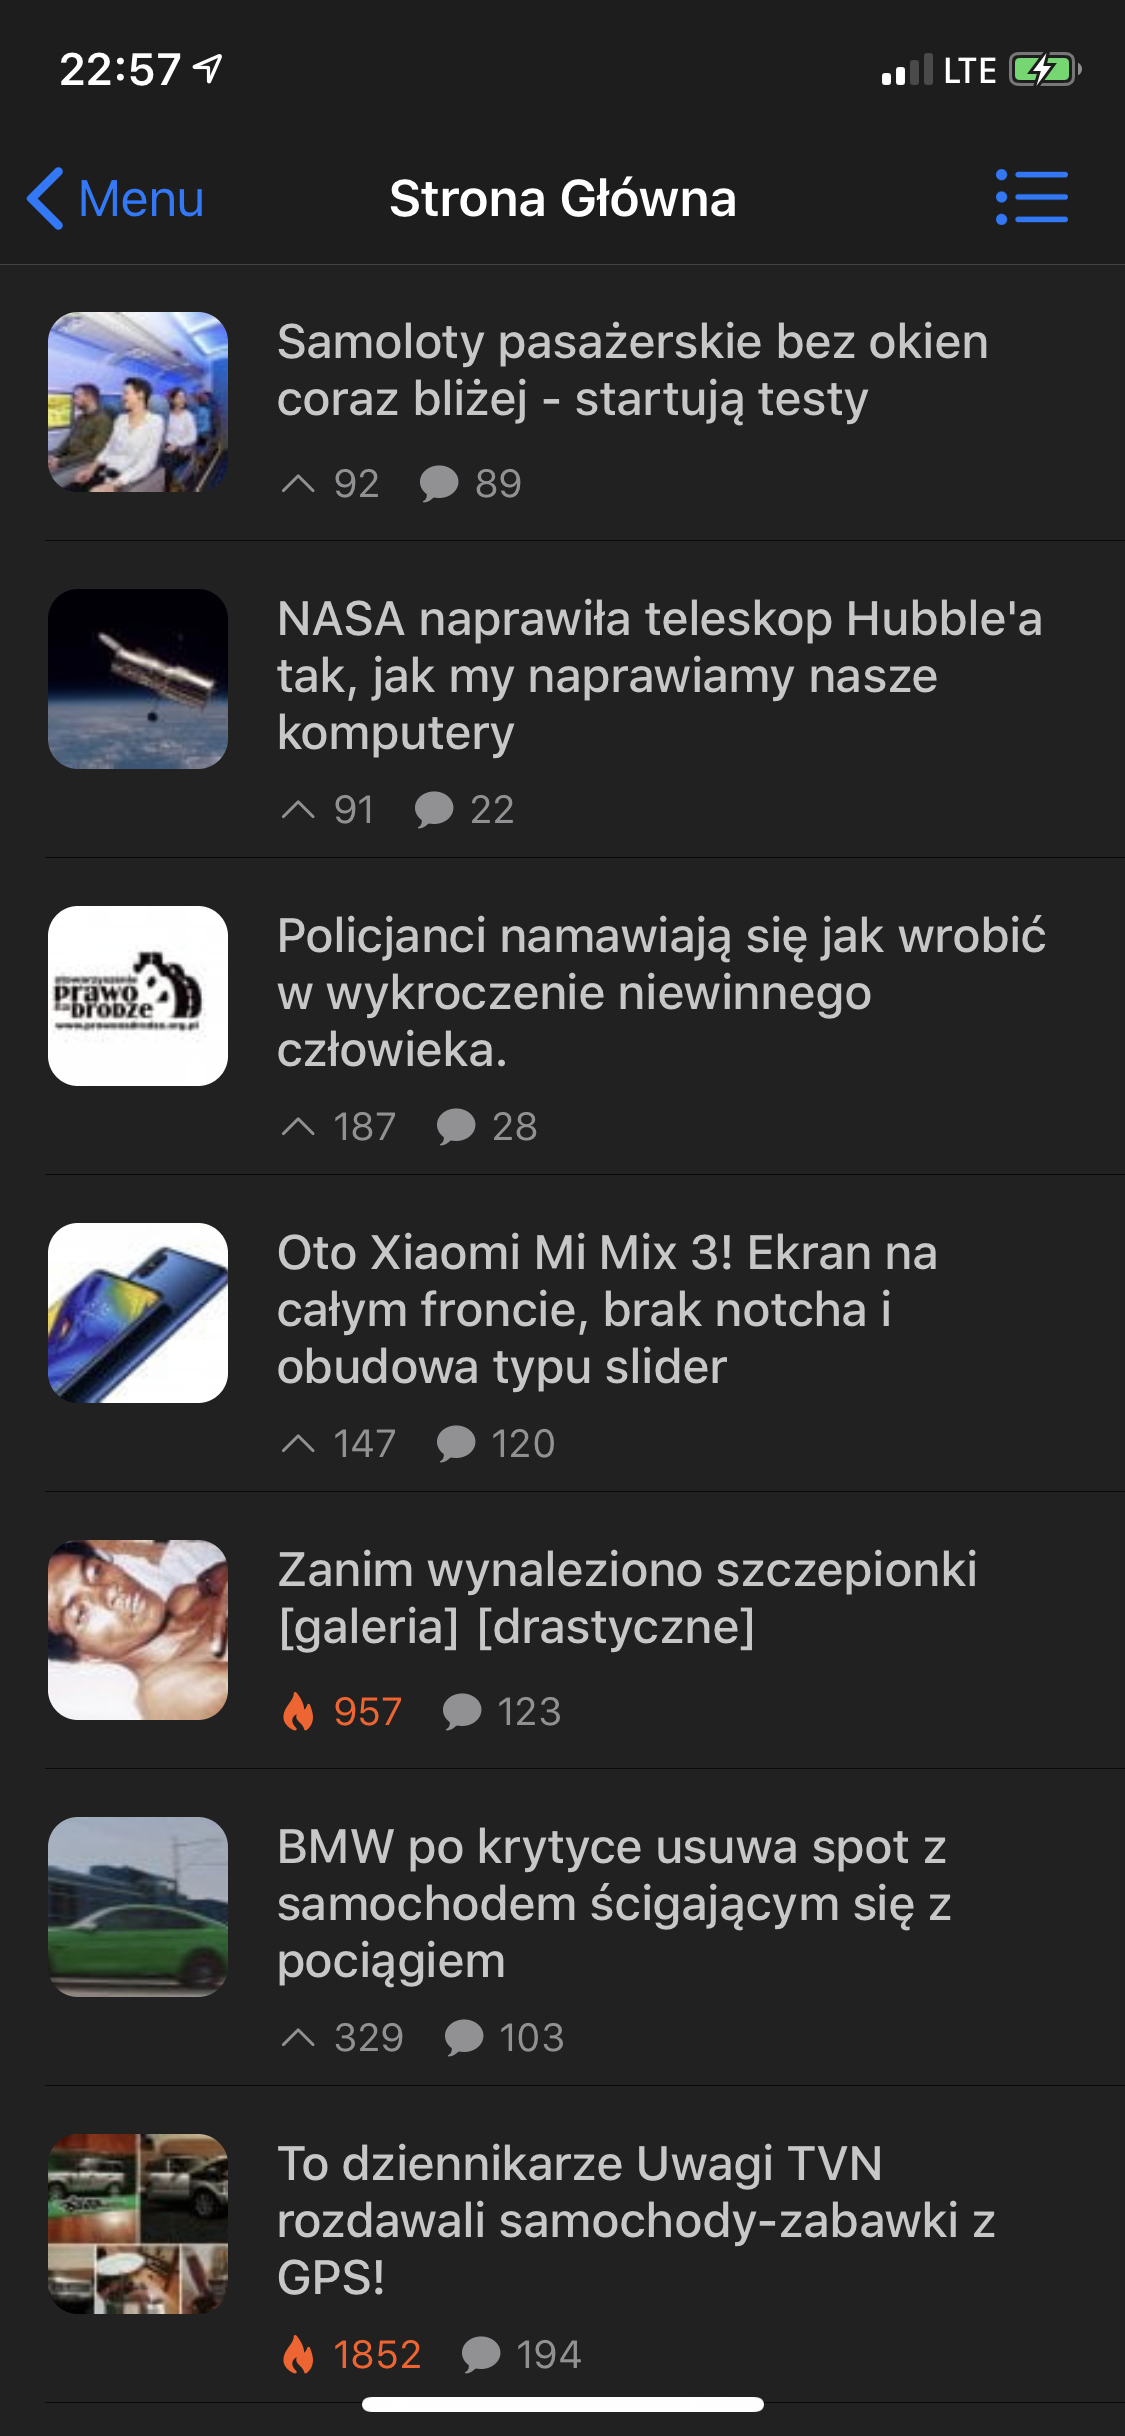 22:57
LTE
Menu
Strona Główna
Samoloty pasażerskie bez okien
coraz bliżej - startują testy
92 89
NASA naprawiła teleskop Hubble'a
tak, jak my naprawiamy nasze
komputery
91 22
prawo
DRODZE
Policjanci namawiają się jak wrobić
w wykroczenie niewinnego
człowieka.
187 28
Oto Xiaomi Mi Mix 3! Ekran na
całym froncie, brak notcha i
obudowa typu slider
147 120
Zanim wynaleziono szczepionki
[galeria] [drastyczne]
957 123
BMW po krytyce usuwa spot z
samochodem ścigającym się z
pociągiem
329 103
To dziennikarze Uwagi TVN
rozdawali samochody-zabawki z
GPS!
1852 194